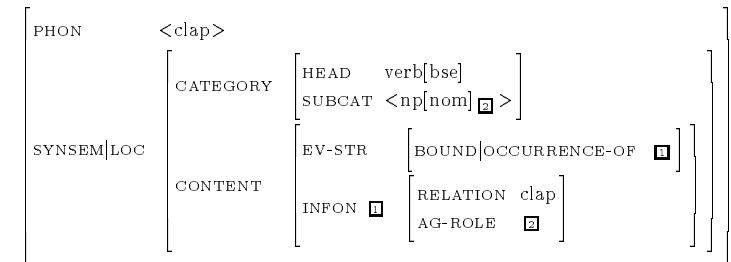 PHON <clap>
HEAD verb[bse]
CATEGORY
SUBCAT <np[nom] 2 >
SYNSEM|LOC
EV-STR BOUND|OCCURRENCE-OF 1
CONTENT
RELATION clap
INFON 1
AG-ROLE 2